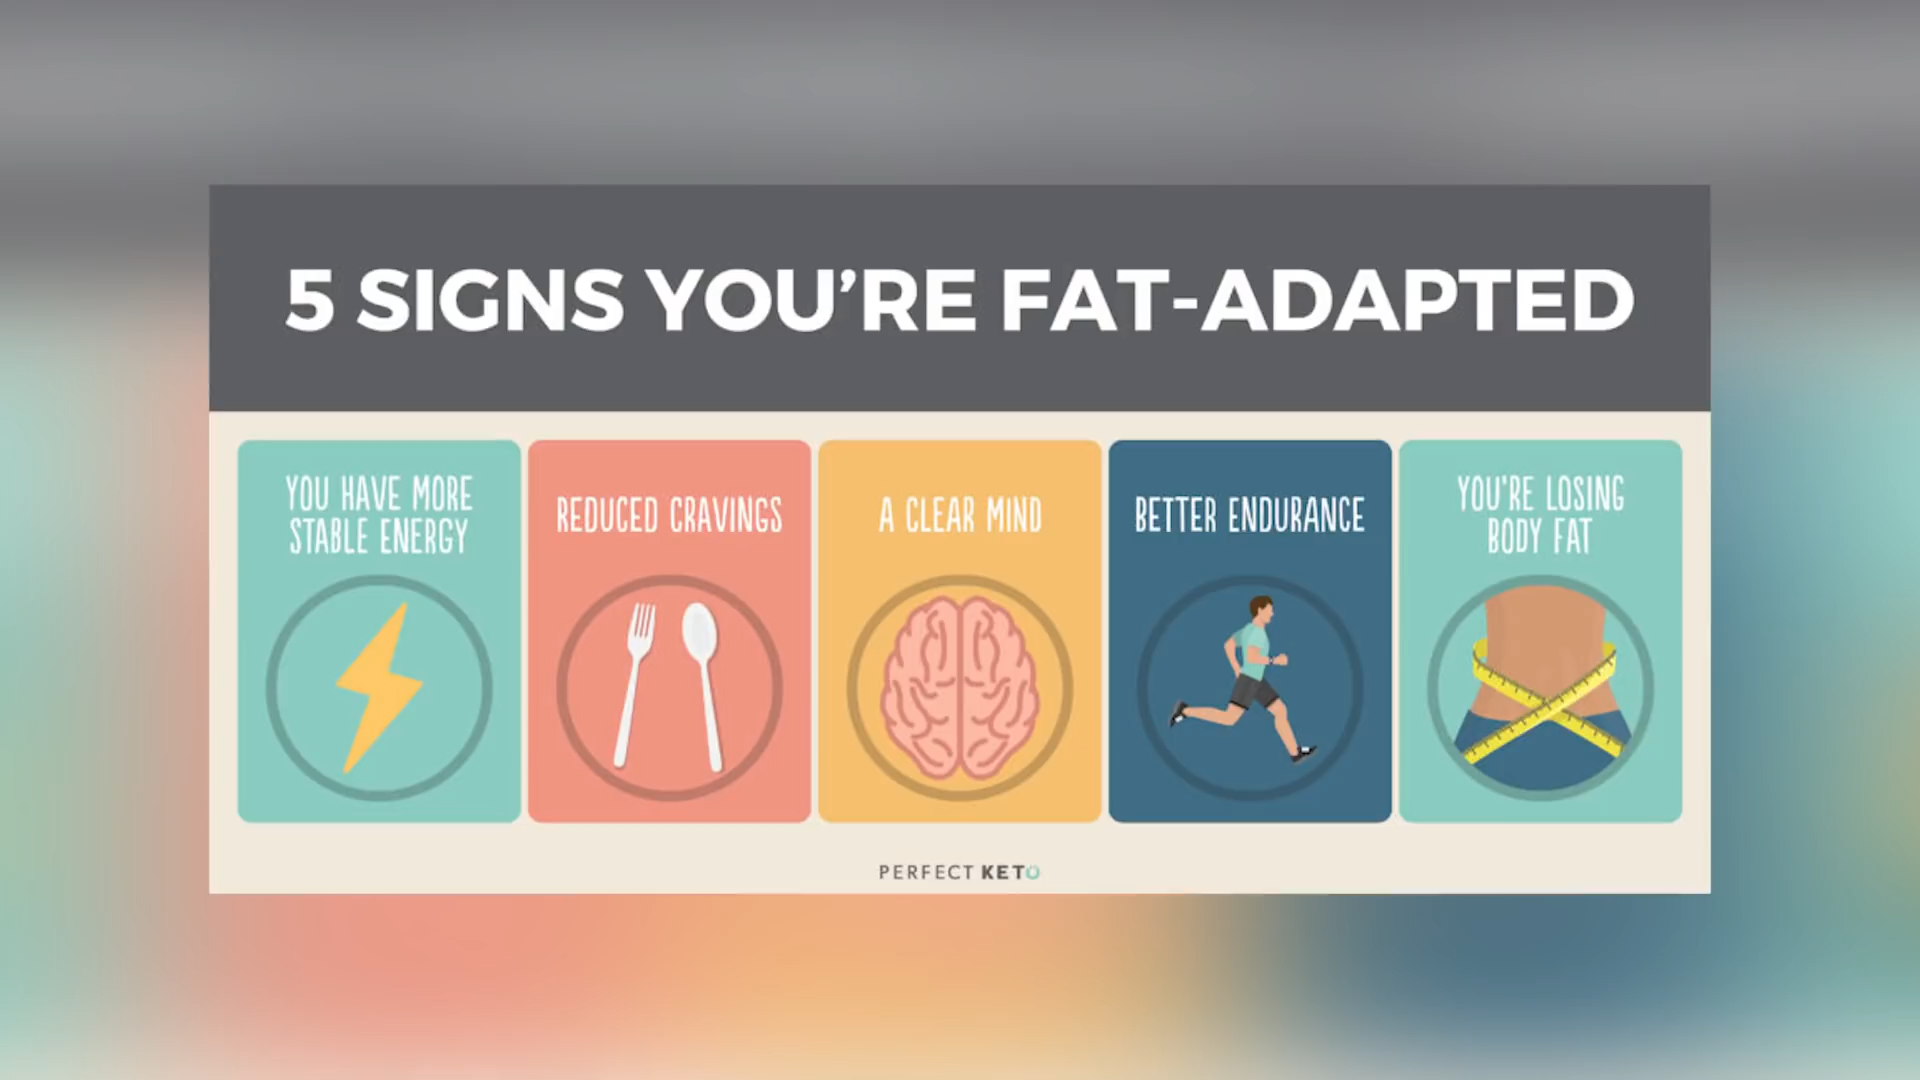 5 SIGNS YOU'RE FAT-ADAPTED
YOU HAVE MORE
STABLE ENERGY
REDUCED CRAVINGS
A CLEAR MIND
BETTER ENDURANCE
YOU'RE LOSING
BODY FAT
PERFECT KETO